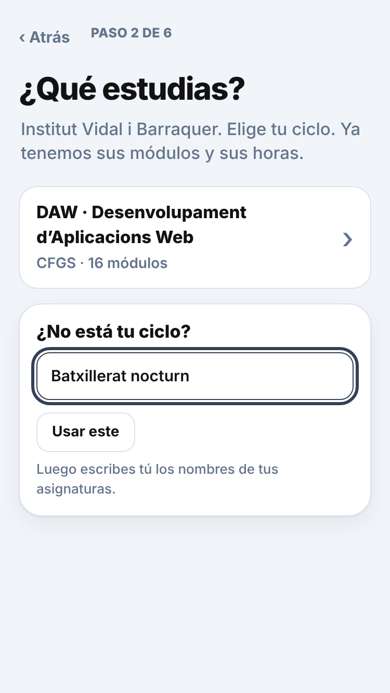 ‹ Atrás
PASO 2 DE 6
¿Qué estudias?
Institut Vidal i Barraquer. Elige tu ciclo. Ya
tenemos sus módulos y sus horas.
DAW · Desenvolupament
d’Aplicacions Web
CFGS · 16 módulos
¿No está tu ciclo?
Batxillerat nocturn
Usar este
Luego escribes tú los nombres de tus
asignaturas.